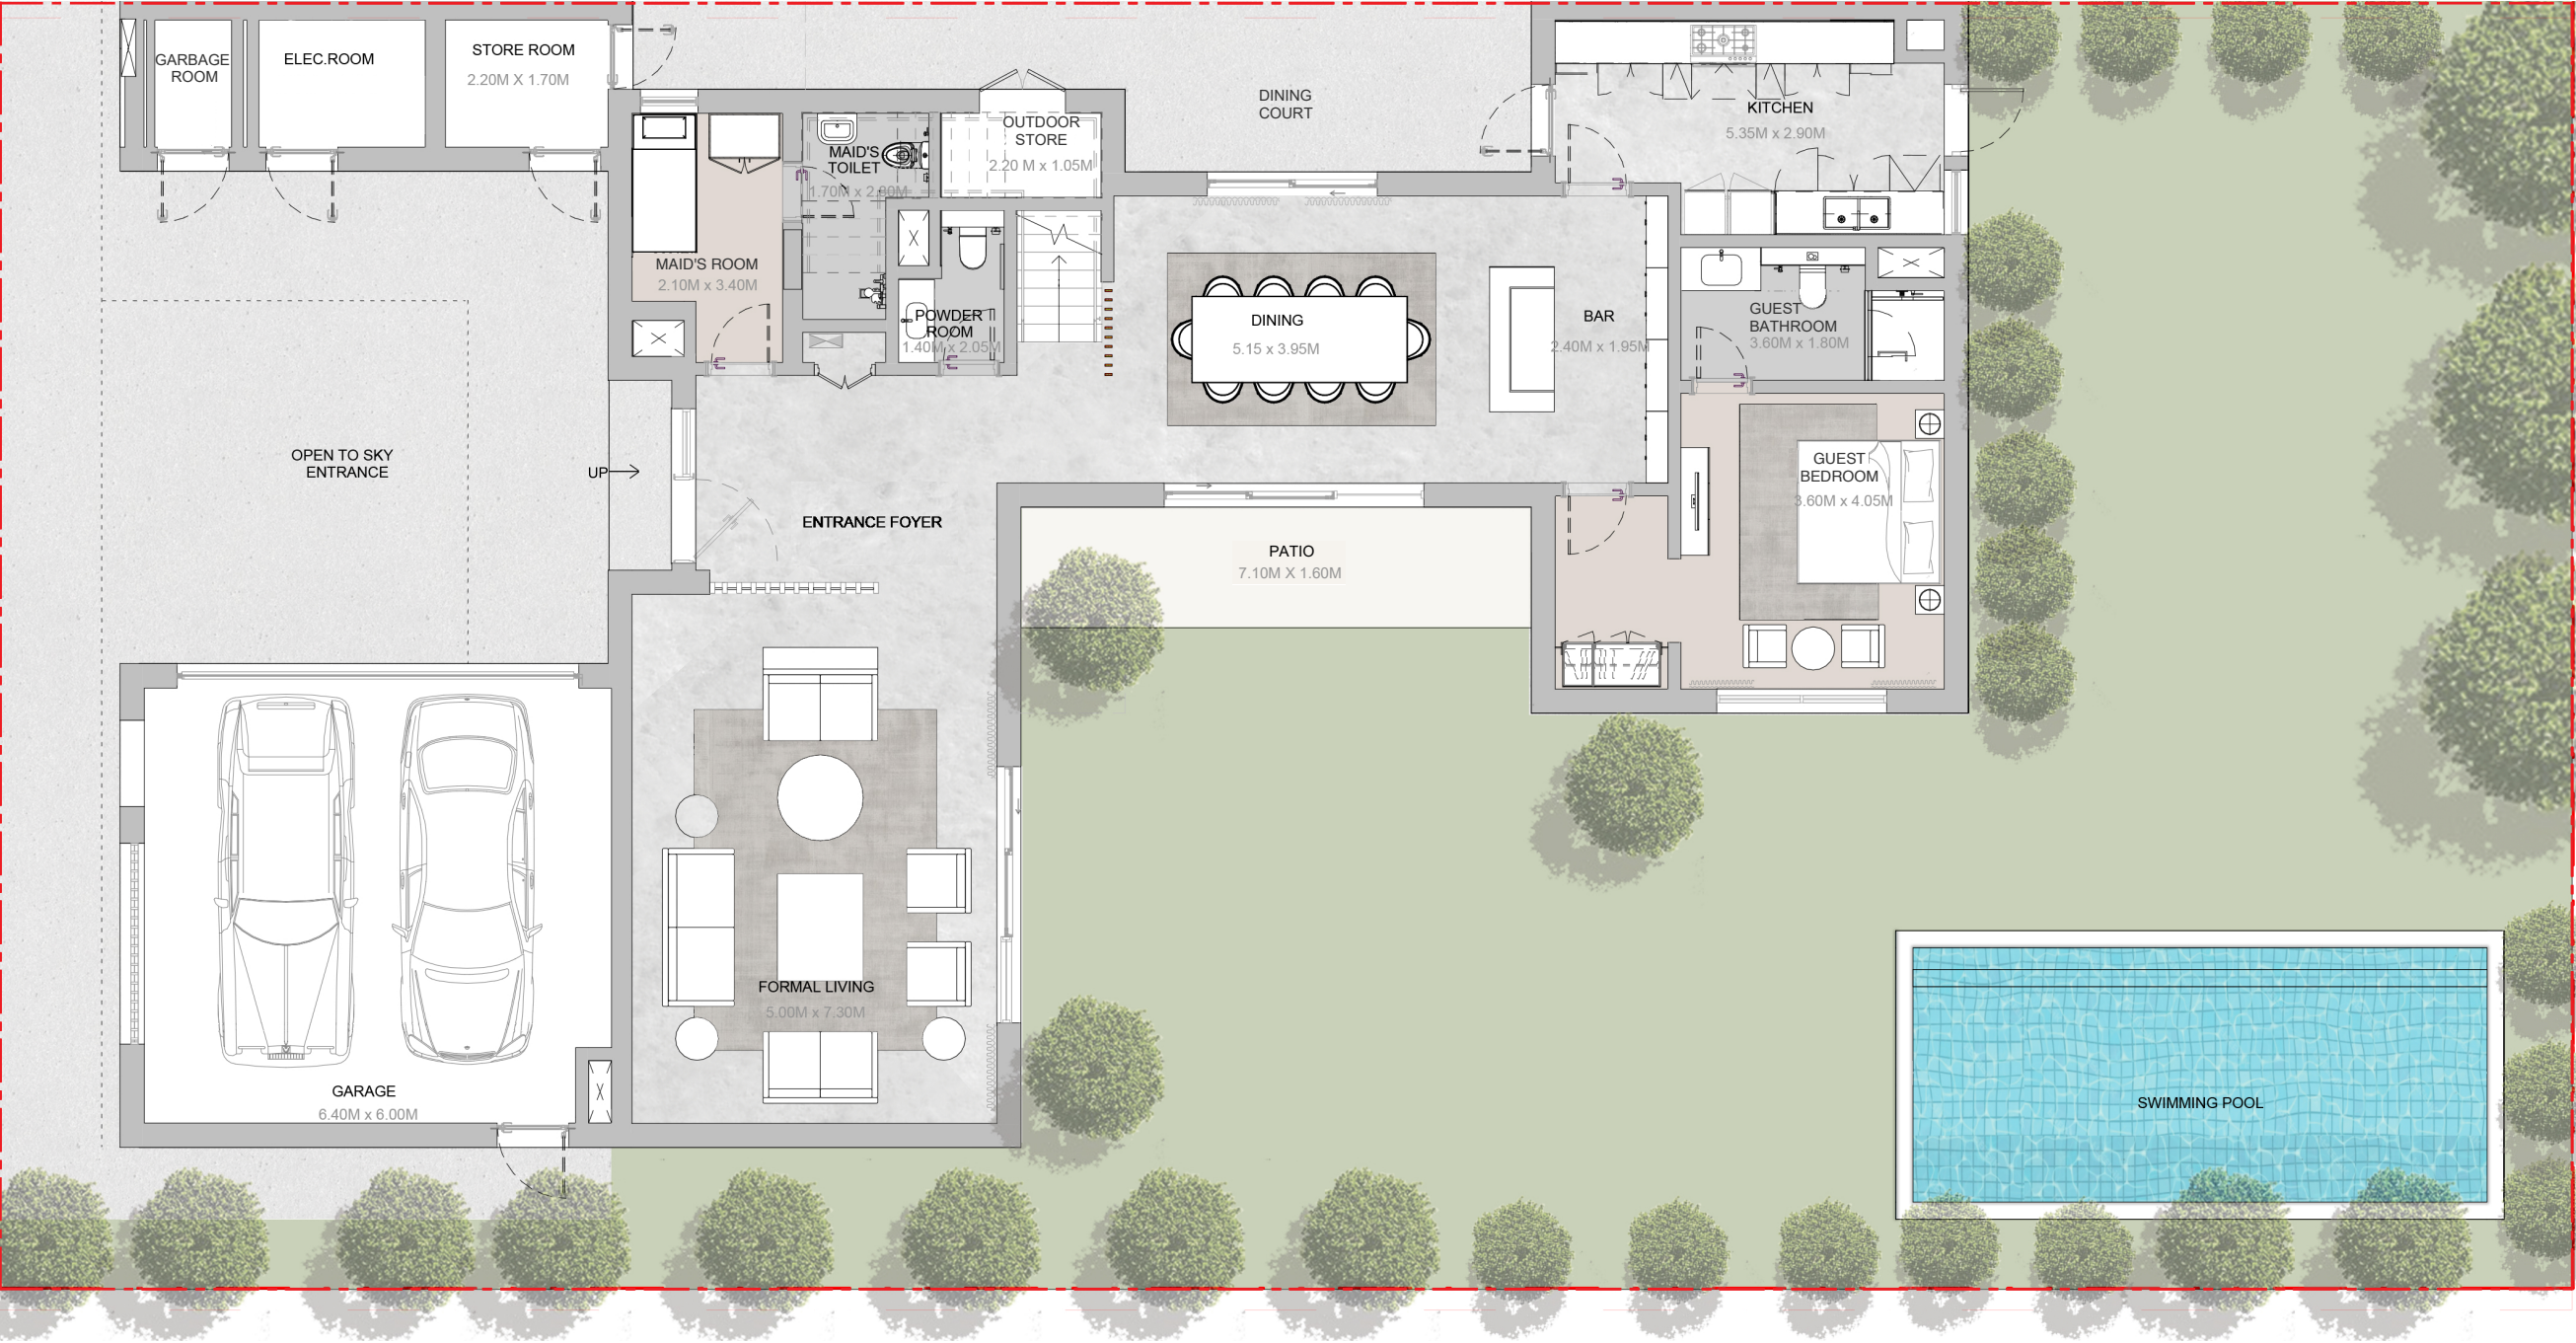 GARBAGE
ROOM
ELEC.ROOM
STORE ROOM
2.20M X 1.70M
MAID'S
TOILET
1.70M x 2.90M
OUTDOOR
STORE
2.20 M x 1.05M
DINING
COURT
KITCHEN
5.35M x 2.90M
MAID'S ROOM
2.10M x 3.40M
POWDER
ROOM
1.40M x 2.05M
DINING
5.15 x 3.95M
BAR
2.40M x 1.95M
GUEST
BATHROOM
3.60M x 1.80M
OPEN TO SKY
ENTRANCE
UP
ENTRANCE FOYER
PATIO
7.10M X 1.60M
GUEST
BEDROOM
3.60M x 4.05M
FORMAL LIVING
5.00M x 7.30M
GARAGE
6.40M x 6.00M
SWIMMING POOL